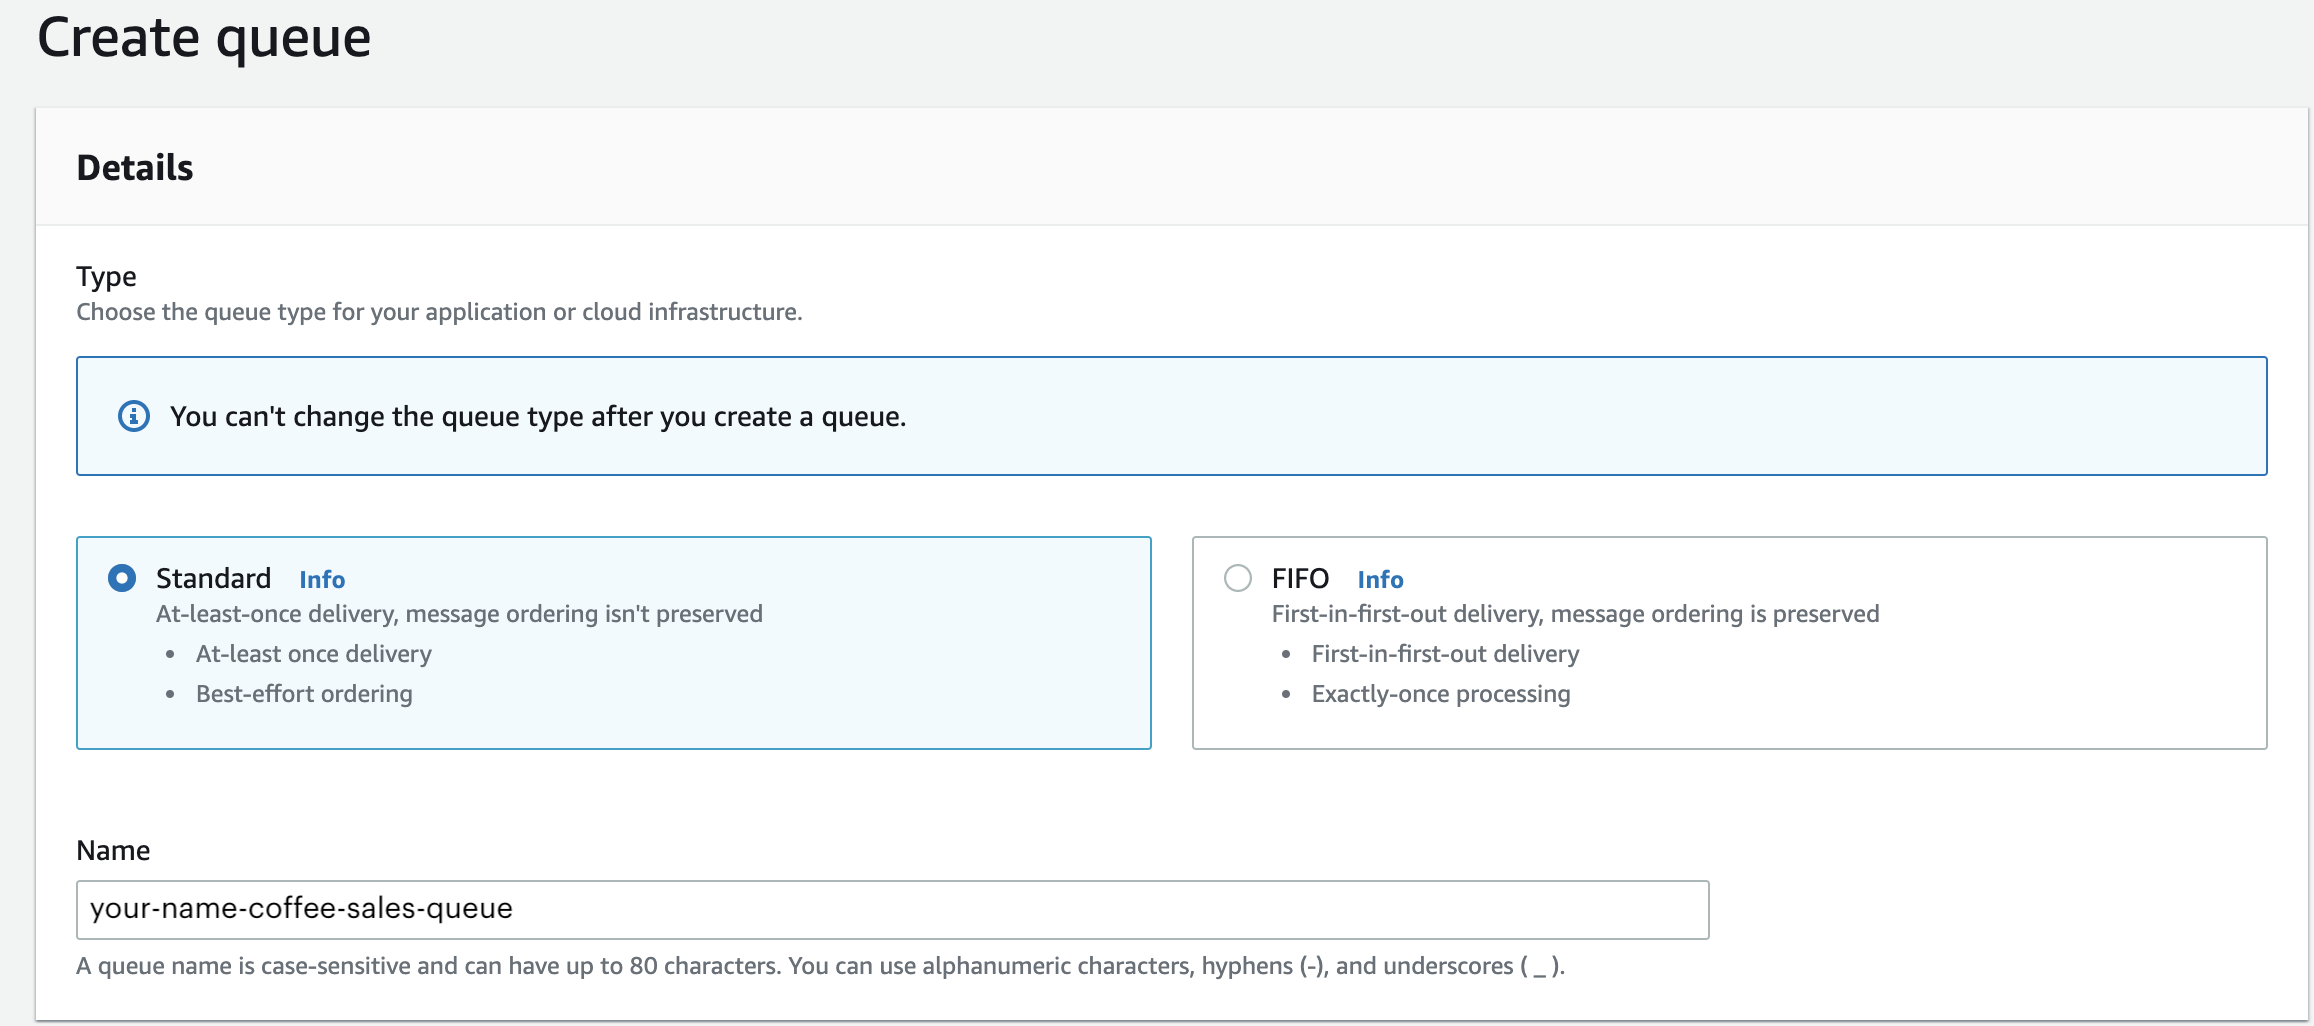 Create queue
Details
Type
Choose the queue type for your application or cloud infrastructure.
You can't change the queue type after you create a queue.
Standard Info
At-least-once delivery, message ordering isn't preserved
• At-least once delivery
• Best-effort ordering
FIFO Info
First-in-first-out delivery, message ordering is preserved
• First-in-first-out delivery
• Exactly-once processing
Name
your-name-coffee-sales-queue
A queue name is case-sensitive and can have up to 80 characters. You can use alphanumeric characters, hyphens (-), and underscores ( _ ).